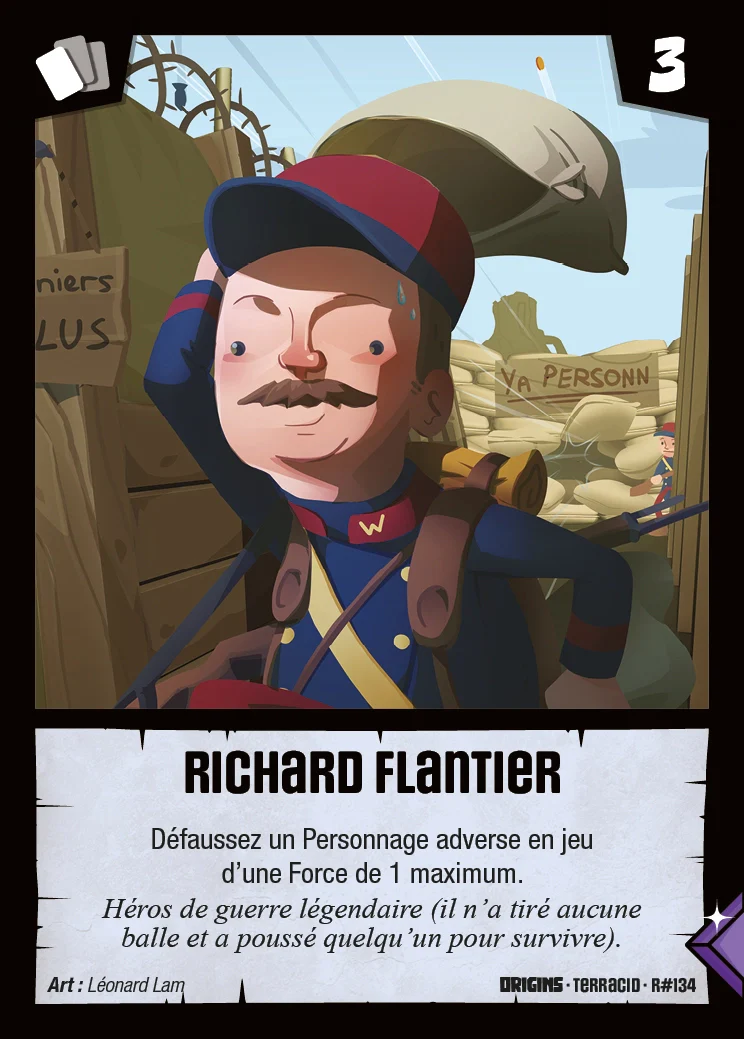 3
niers
LUS
YA PERSONN
W
RICHARD FLANTIER
Défaussez un Personnage adverse en jeu
d'une Force de 1 maximum.
Héros de guerre légendaire (il n'a tiré aucune
balle et a poussé quelqu'un pour survivre).
Art : Léonard Lam
ORIGINS · TERRACID · R#134